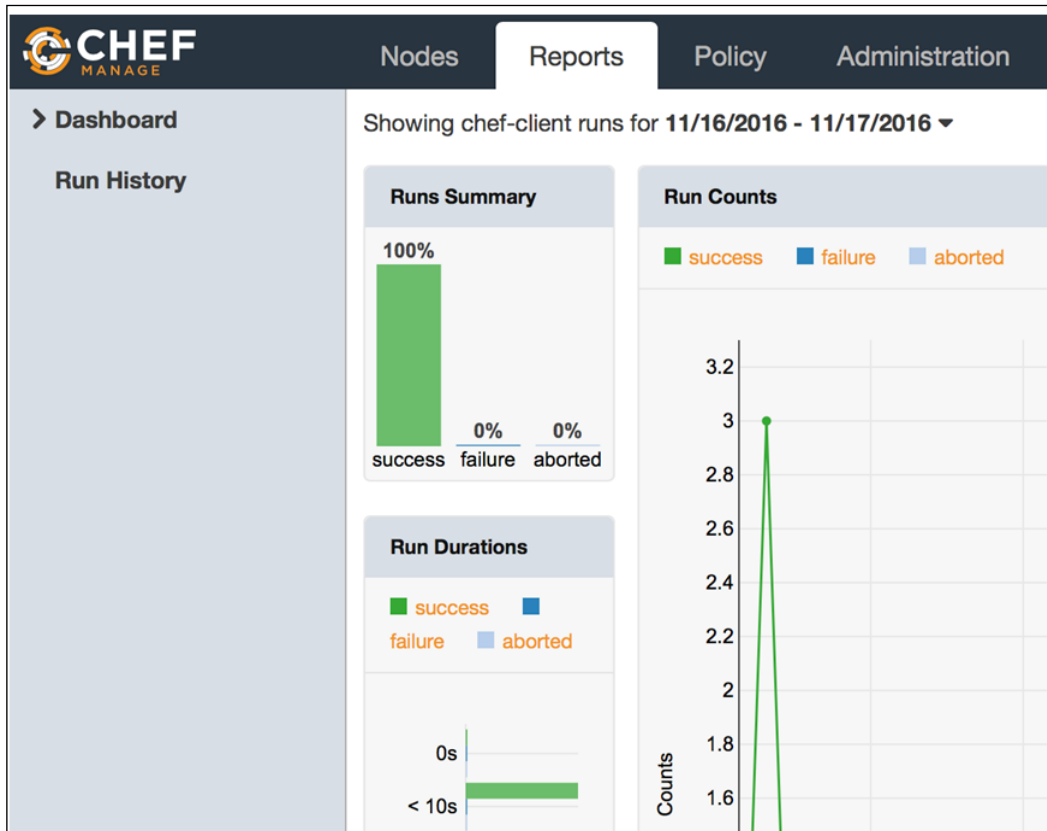 CHEF
MANAGE
Nodes Reports Policy Administration
Dashboard
Run History
Showing chef-client runs for 11/16/2016 - 11/17/2016
Runs Summary
100%
0% 0%
success failure aborted
Run Durations
success
failure aborted
0s
< 10s
Run Counts
success failure aborted
3.2
3
2.8
2.6
2.4
2.2
2
1.8
1.6
Counts